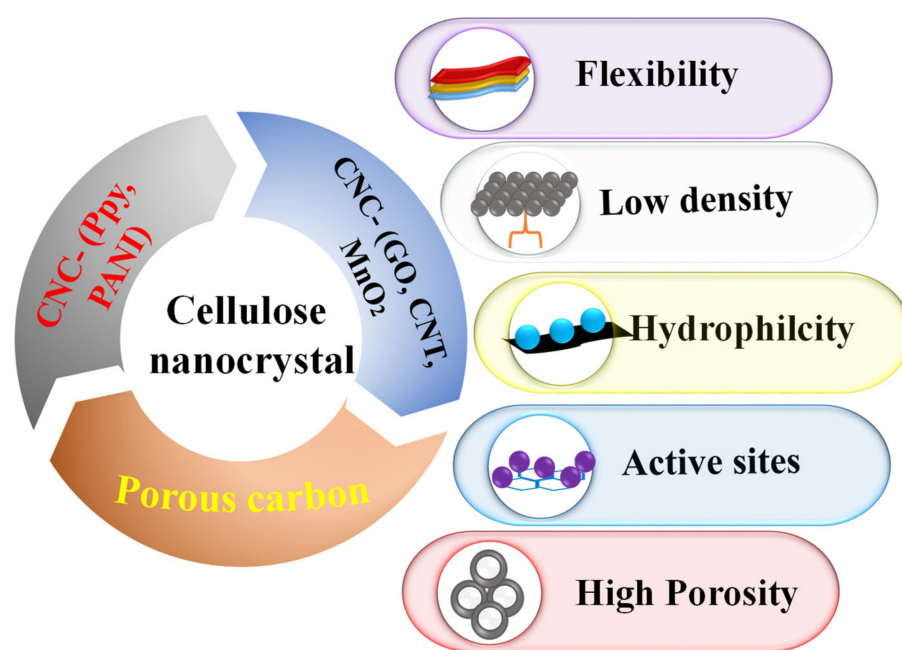 CNC- (Ppy,
PANI)
CNC- (GO, CNT,
MnO₂
Cellulose
nanocrystal
Porous carbon
Flexibility
Low density
Hydrophilcity
Active sites
High Porosity